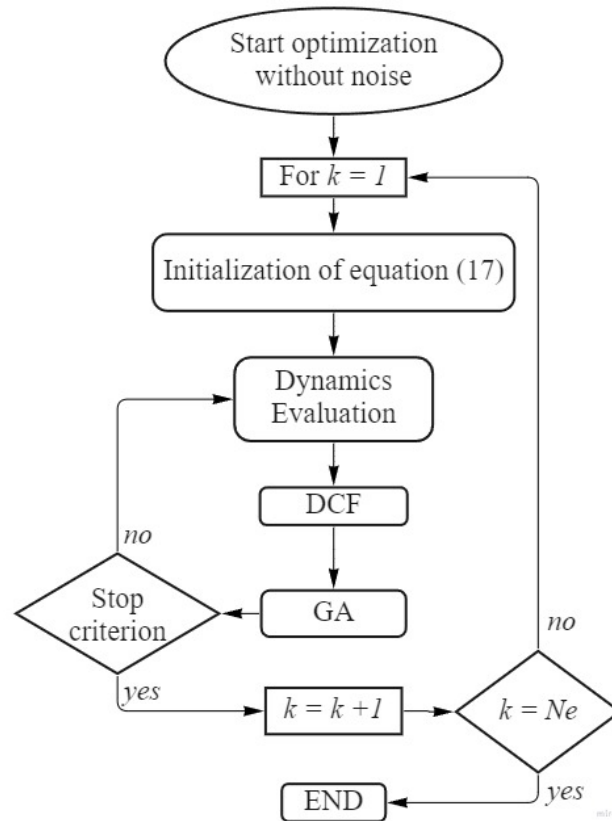 Start optimization
without noise
For k = 1
Initialization of equation (17)
Dynamics
Evaluation
DCF
no
Stop
criterion
GA
no
yes
k = k +1
k = Ne
END
yes